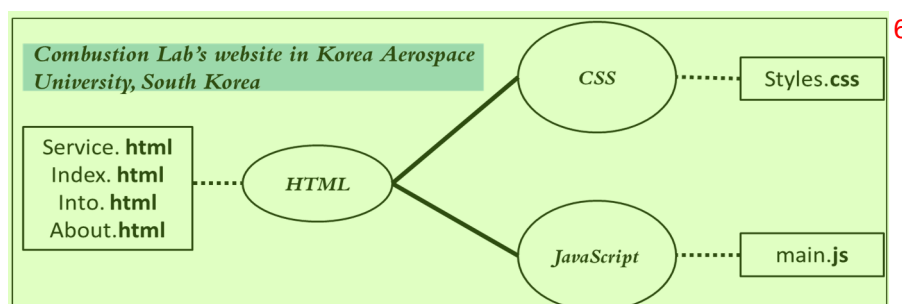 6
Combustion Lab's website in Korea Aerospace
University, South Korea
CSS
Styles.css
Service. html
Index. html
Into. html
About.html
HTML
JavaScript
main.js